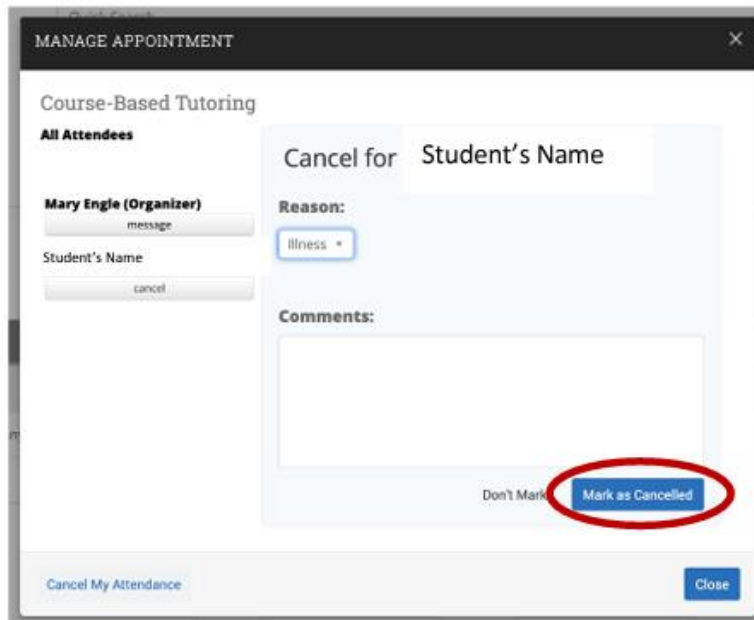 MANAGE APPOINTMENT
Course-Based Tutoring
All Attendees
Mary Engle (Organizer)
message
Student's Name
cancel
Cancel for Student's Name
Reason:
Illness
Comments:
Don't Mark
Mark as Cancelled
Cancel My Attendance
Close